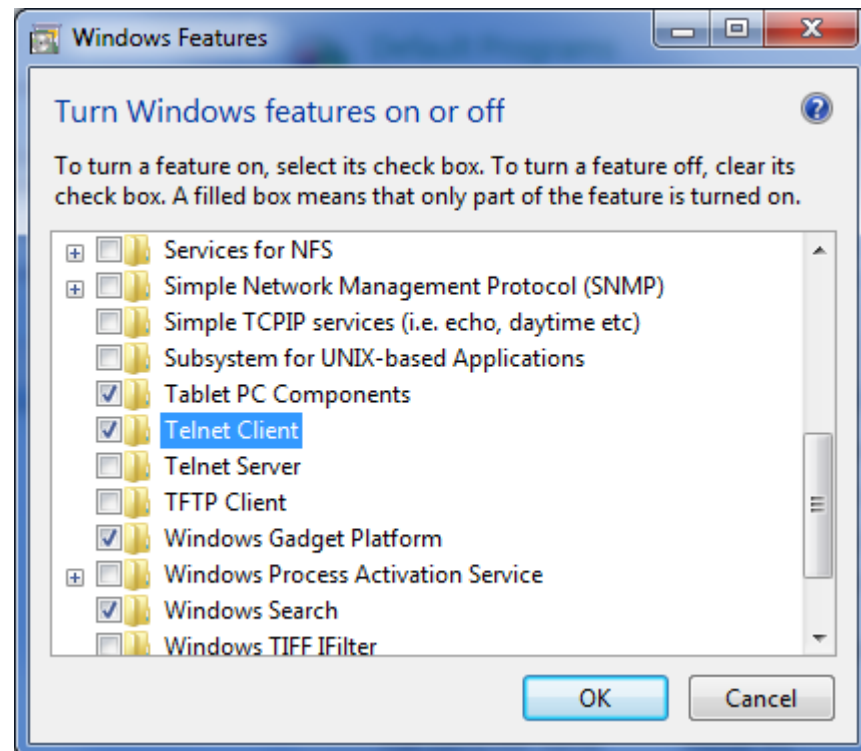 Windows Features
Turn Windows features on or off
To turn a feature on, select its check box. To turn a feature off, clear its
check box. A filled box means that only part of the feature is turned on.
Services for NFS
Simple Network Management Protocol (SNMP)
Simple TCPIP services (i.e. echo, daytime etc)
Subsystem for UNIX-based Applications
Tablet PC Components
Telnet Client
Telnet Server
TFTP Client
Windows Gadget Platform
Windows Process Activation Service
Windows Search
Windows TIFF IFilter
OK
Cancel